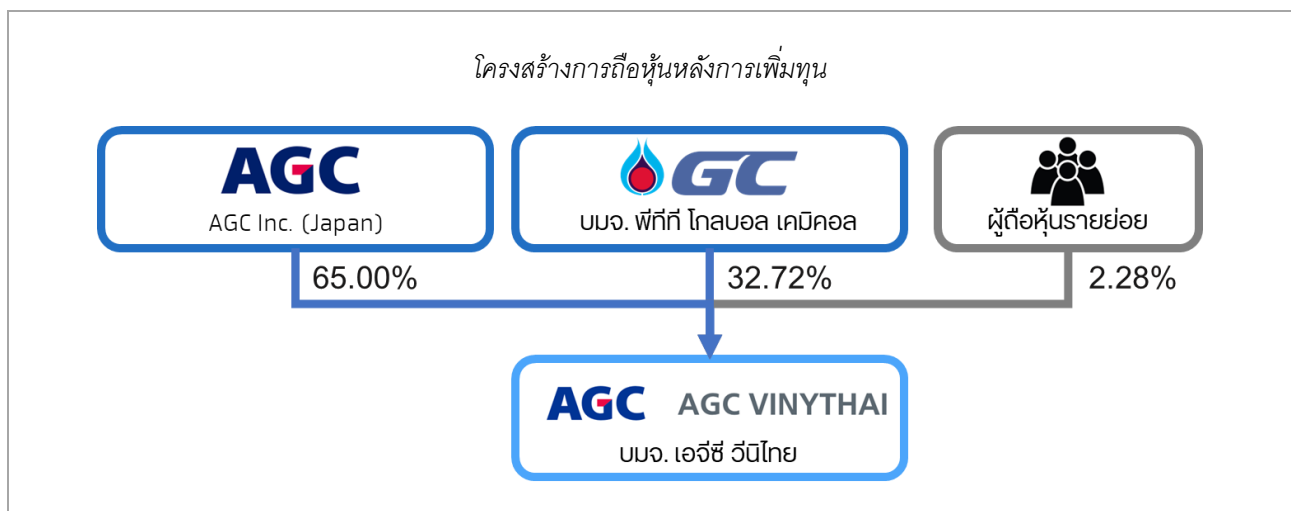 โครงสร้างการถือหุ้นหลังการเพิ่มทุน
AGC
AGC Inc. (Japan)
GC
บมจ. พีทีที โกลบอล เคมิคอล
ผู้ถือหุ้นรายย่อย
65.00%
32.72%
2.28%
AGC AGC VINYTHAI
บมจ. เอจีซี วีนิไทย